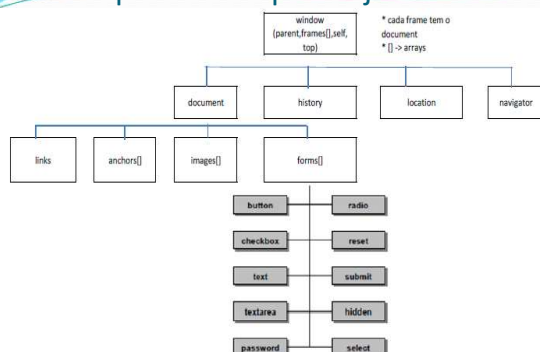 window
(parent,frames[],self,
top)
* cada frame tem o
document
* [] -> arrays
document
history
location
navigator
links
anchors[]
images[]
forms[]
button
radio
checkbox
reset
text
submit
textarea
hidden
password
select